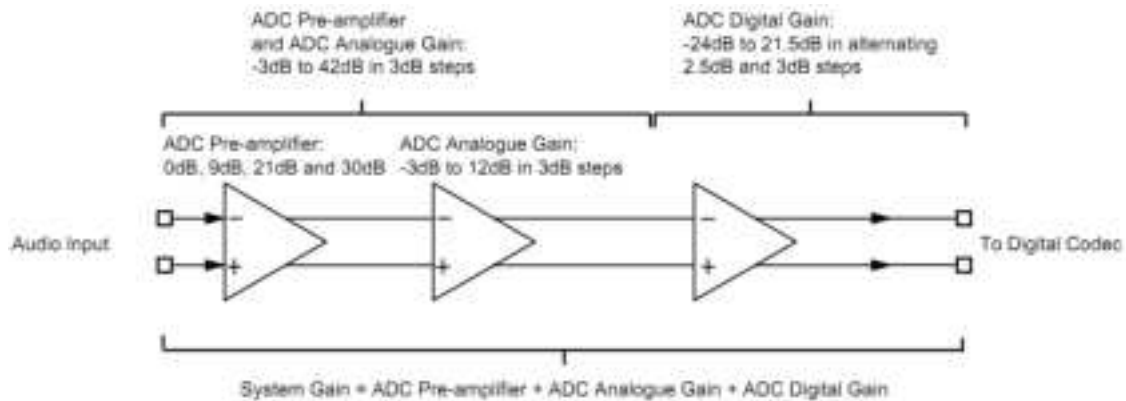 ADC Pre-amplifier
and ADC Analogue Gain:
-3dB to 42dB in 3dB steps
ADC Digital Gain:
-24dB to 21.5dB in alternating
2.5dB and 3dB steps
ADC Pre-amplifier:
0dB, 9dB, 21dB and 30dB
ADC Analogue Gain:
-3dB to 12dB in 3dB steps
Audio Input
- - -
+ + +
To Digital Codec
System Gain = ADC Pre-amplifier + ADC Analogue Gain + ADC Digital Gain